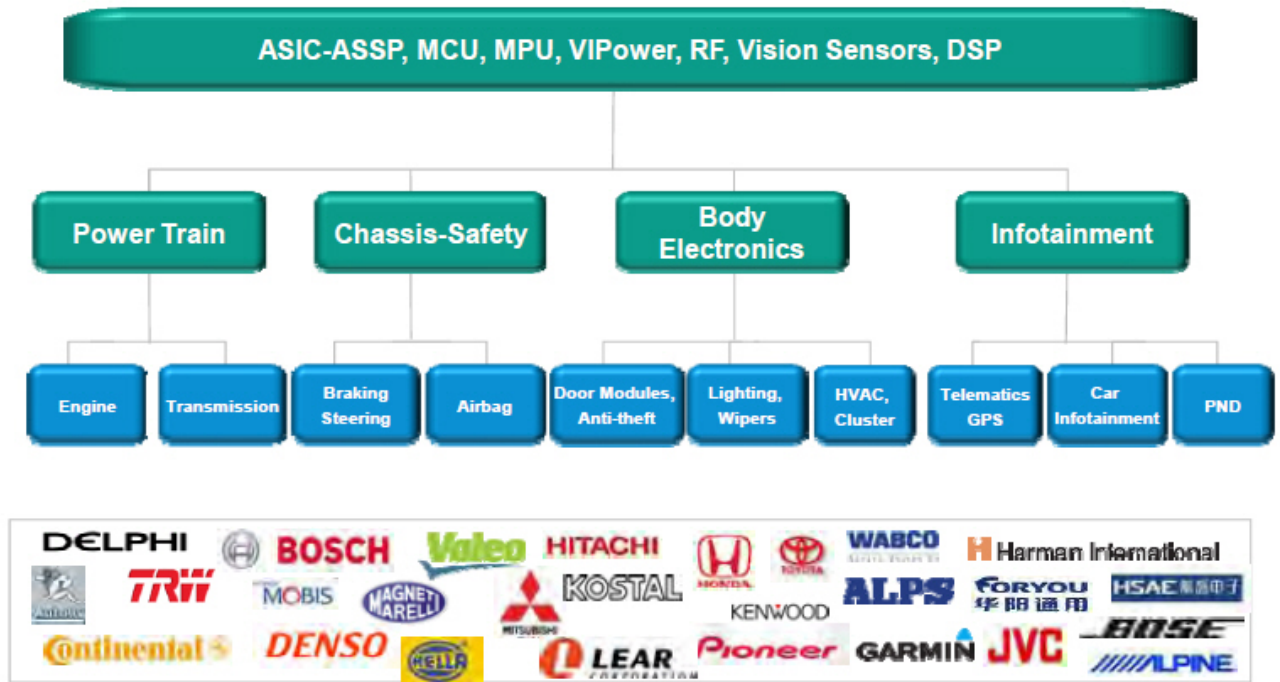 ASIC-ASSP, MCU, MPU, VIPower, RF, Vision Sensors, DSP
Power Train
Chassis-Safety
Body
Electronics
Infotainment
Engine
Transmission
Braking
Steering
Airbag
Door Modules,
Anti-theft
Lighting,
Wipers
HVAC,
Cluster
Telematics
GPS
Car
Infotainment
PND
DELPHI
BOSCH
Valeo
HITACHI
HONDA
TOYOTA
WABCO
Harman International
TRW
MOBIS
MAGNETI
MARELLI
MITSUBISHI
KOSTAL
KENWOOD
ALPS
FORYOU
华阳通用
HSAE
Continental
DENSO
HELLA
LEAR
CORPORATION
Pioneer
GARMIN
JVC
BOSE
ALPINE